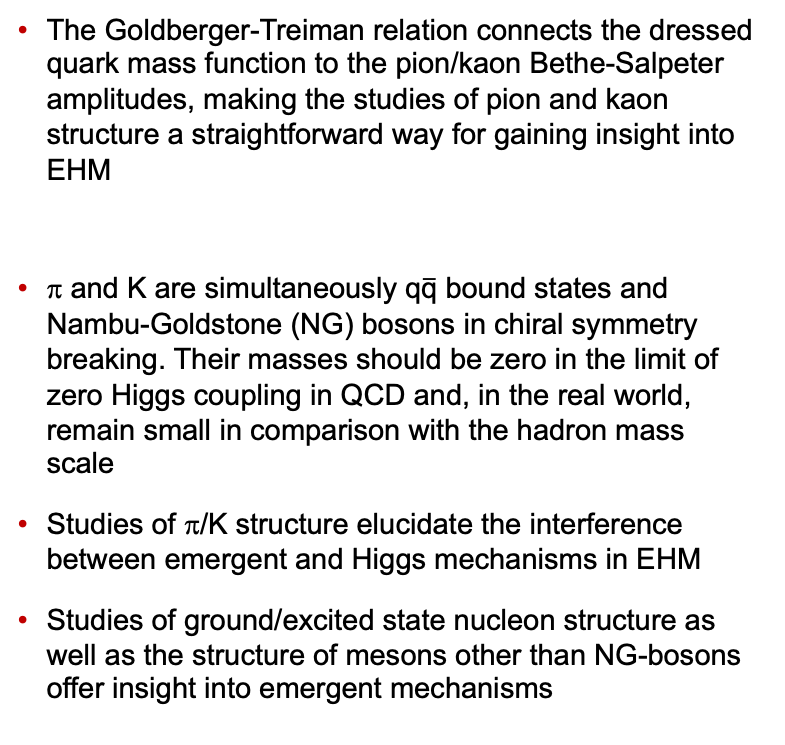 • The Goldberger-Treiman relation connects the dressed
quark mass function to the pion/kaon Bethe-Salpeter
amplitudes, making the studies of pion and kaon
structure a straightforward way for gaining insight into
EHM
• π and K are simultaneously qq̄ bound states and
Nambu-Goldstone (NG) bosons in chiral symmetry
breaking. Their masses should be zero in the limit of
zero Higgs coupling in QCD and, in the real world,
remain small in comparison with the hadron mass
scale
• Studies of π/K structure elucidate the interference
between emergent and Higgs mechanisms in EHM
• Studies of ground/excited state nucleon structure as
well as the structure of mesons other than NG-bosons
offer insight into emergent mechanisms